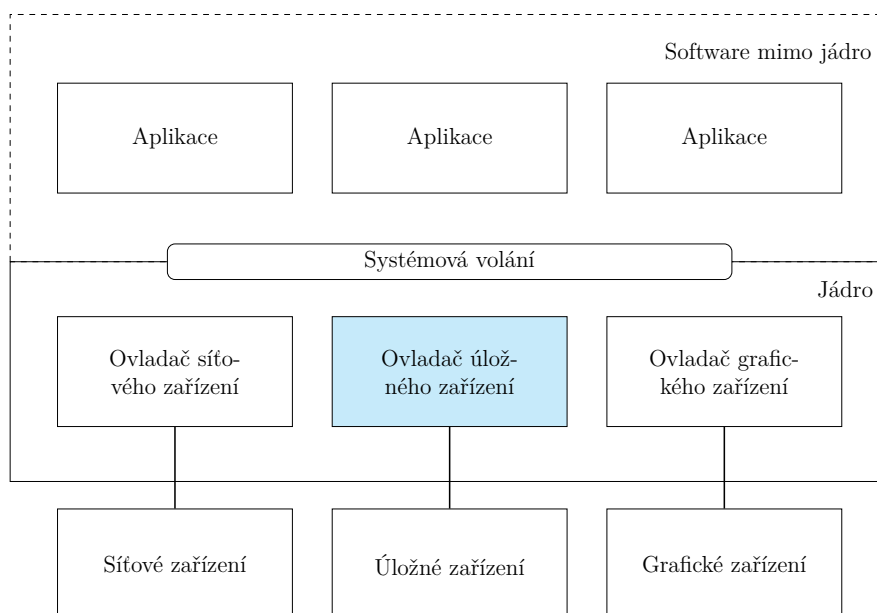 Software mimo jádro
Aplikace
Aplikace
Aplikace
Systémová volání
Jádro
Ovladač síťo-
vého zařízení
Ovladač úlož-
ného zařízení
Ovladač grafic-
kého zařízení
Síťové zařízení
Úložné zařízení
Grafické zařízení